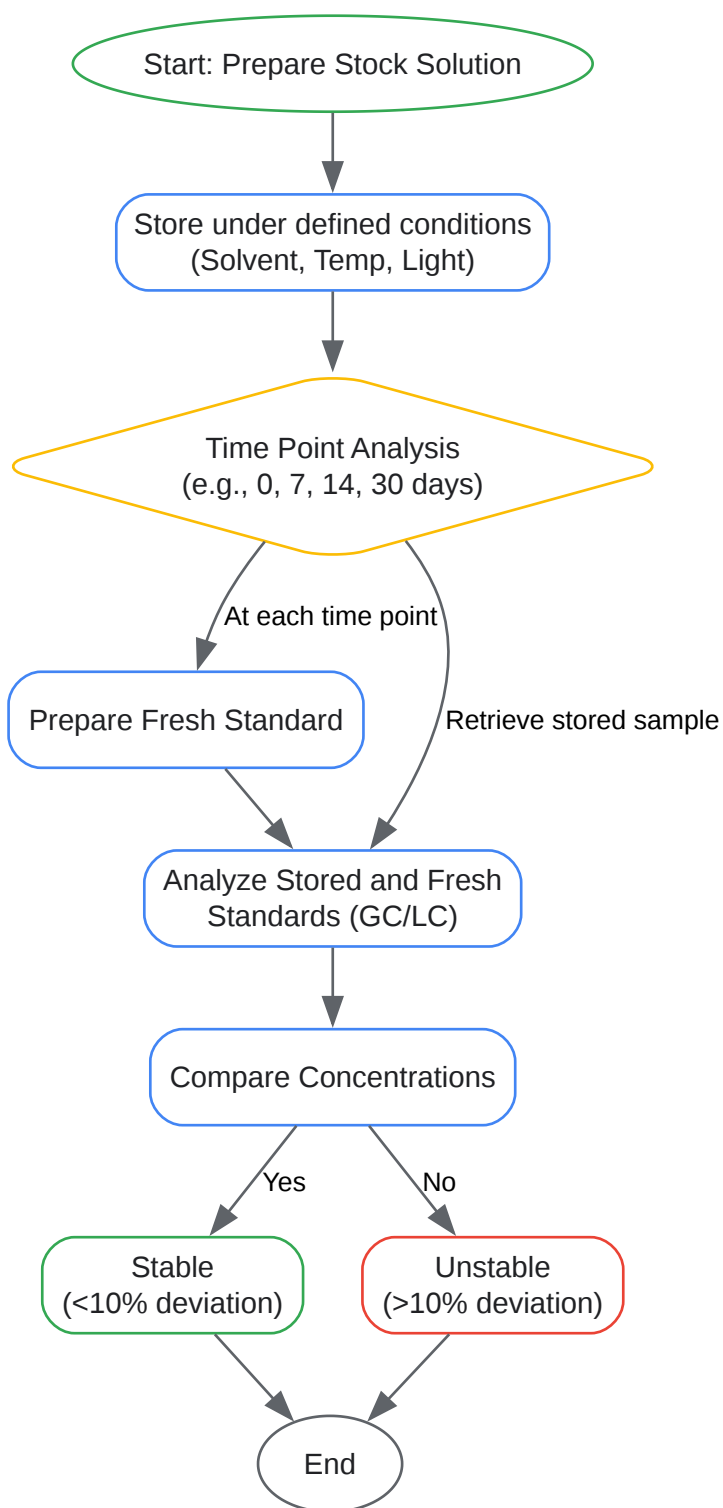 Start: Prepare Stock Solution
Store under defined conditions
(Solvent, Temp, Light)
Time Point Analysis
(e.g., 0, 7, 14, 30 days)
At each time point
Prepare Fresh Standard
Retrieve stored sample
Analyze Stored and Fresh
Standards (GC/LC)
Compare Concentrations
Yes
No
Stable
(<10% deviation)
Unstable
(>10% deviation)
End